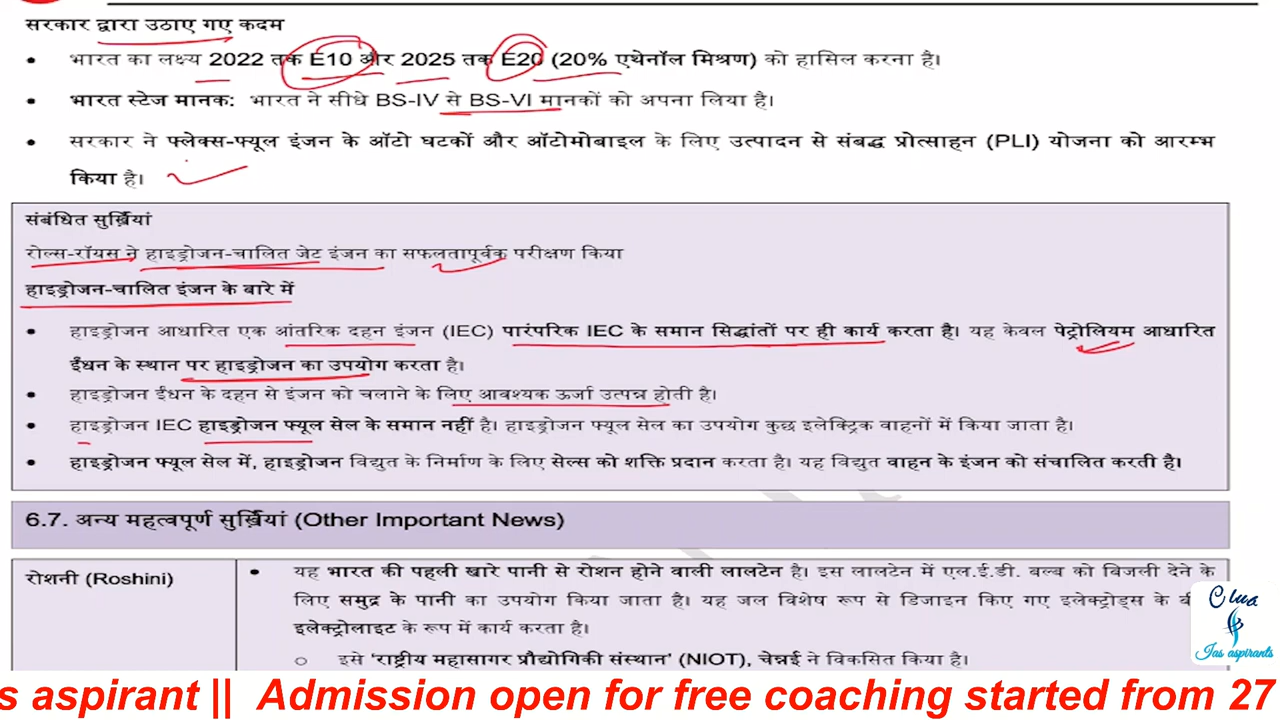 सरकार द्वारा उठाए गए कदम
• भारत का लक्ष्य 2022 तक E10 और 2025 तक E20 (20% एथेनॉल मिश्रण) को हासिल करना है।
• भारत स्टेज मानक: भारत ने सीधे BS-IV से BS-VI मानकों को अपना लिया है।
• सरकार ने फ्लेक्स-फ्यूल इंजन के ऑटो घटकों और ऑटोमोबाइल के लिए उत्पादन से संबद्ध प्रोत्साहन (PLI) योजना को आरम्भ
किया है।
संबंधित सुर्ख़ियां
रोल्स-रॉयस ने हाइड्रोजन-चालित जेट इंजन का सफलतापूर्वक परीक्षण किया
हाइड्रोजन-चालित इंजन के बारे में
• हाइड्रोजन आधारित एक आंतरिक दहन इंजन (IEC) पारंपरिक IEC के समान सिद्धांतों पर ही कार्य करता है। यह केवल पेट्रोलियम आधारित
ईंधन के स्थान पर हाइड्रोजन का उपयोग करता है।
• हाइड्रोजन ईंधन के दहन से इंजन को चलाने के लिए आवश्यक ऊर्जा उत्पन्न होती है।
• हाइड्रोजन IEC हाइड्रोजन फ्यूल सेल के समान नहीं है। हाइड्रोजन फ्यूल सेल का उपयोग कुछ इलेक्ट्रिक वाहनों में किया जाता है।
• हाइड्रोजन फ्यूल सेल में, हाइड्रोजन विद्युत के निर्माण के लिए सेल्स को शक्ति प्रदान करता है। यह विद्युत वाहन के इंजन को संचालित करती है।
6.7. अन्य महत्वपूर्ण सुर्ख़ियां (Other Important News)
रोशनी (Roshini)
• यह भारत की पहली खारे पानी से रोशन होने वाली लालटेन है। इस लालटेन में एल.ई.डी. बल्ब को बिजली देने के
लिए समुद्र के पानी का उपयोग किया जाता है। यह जल विशेष रूप से डिजाइन किए गए इलेक्ट्रोड्स के
इलेक्ट्रोलाइट के रूप में कार्य करता है।
o इसे 'राष्ट्रीय महासागर प्रौद्योगिकी संस्थान' (NIOT), चेन्नई ने विकसित किया है।
Ias aspirants
s aspirant || Admission open for free coaching started from 27